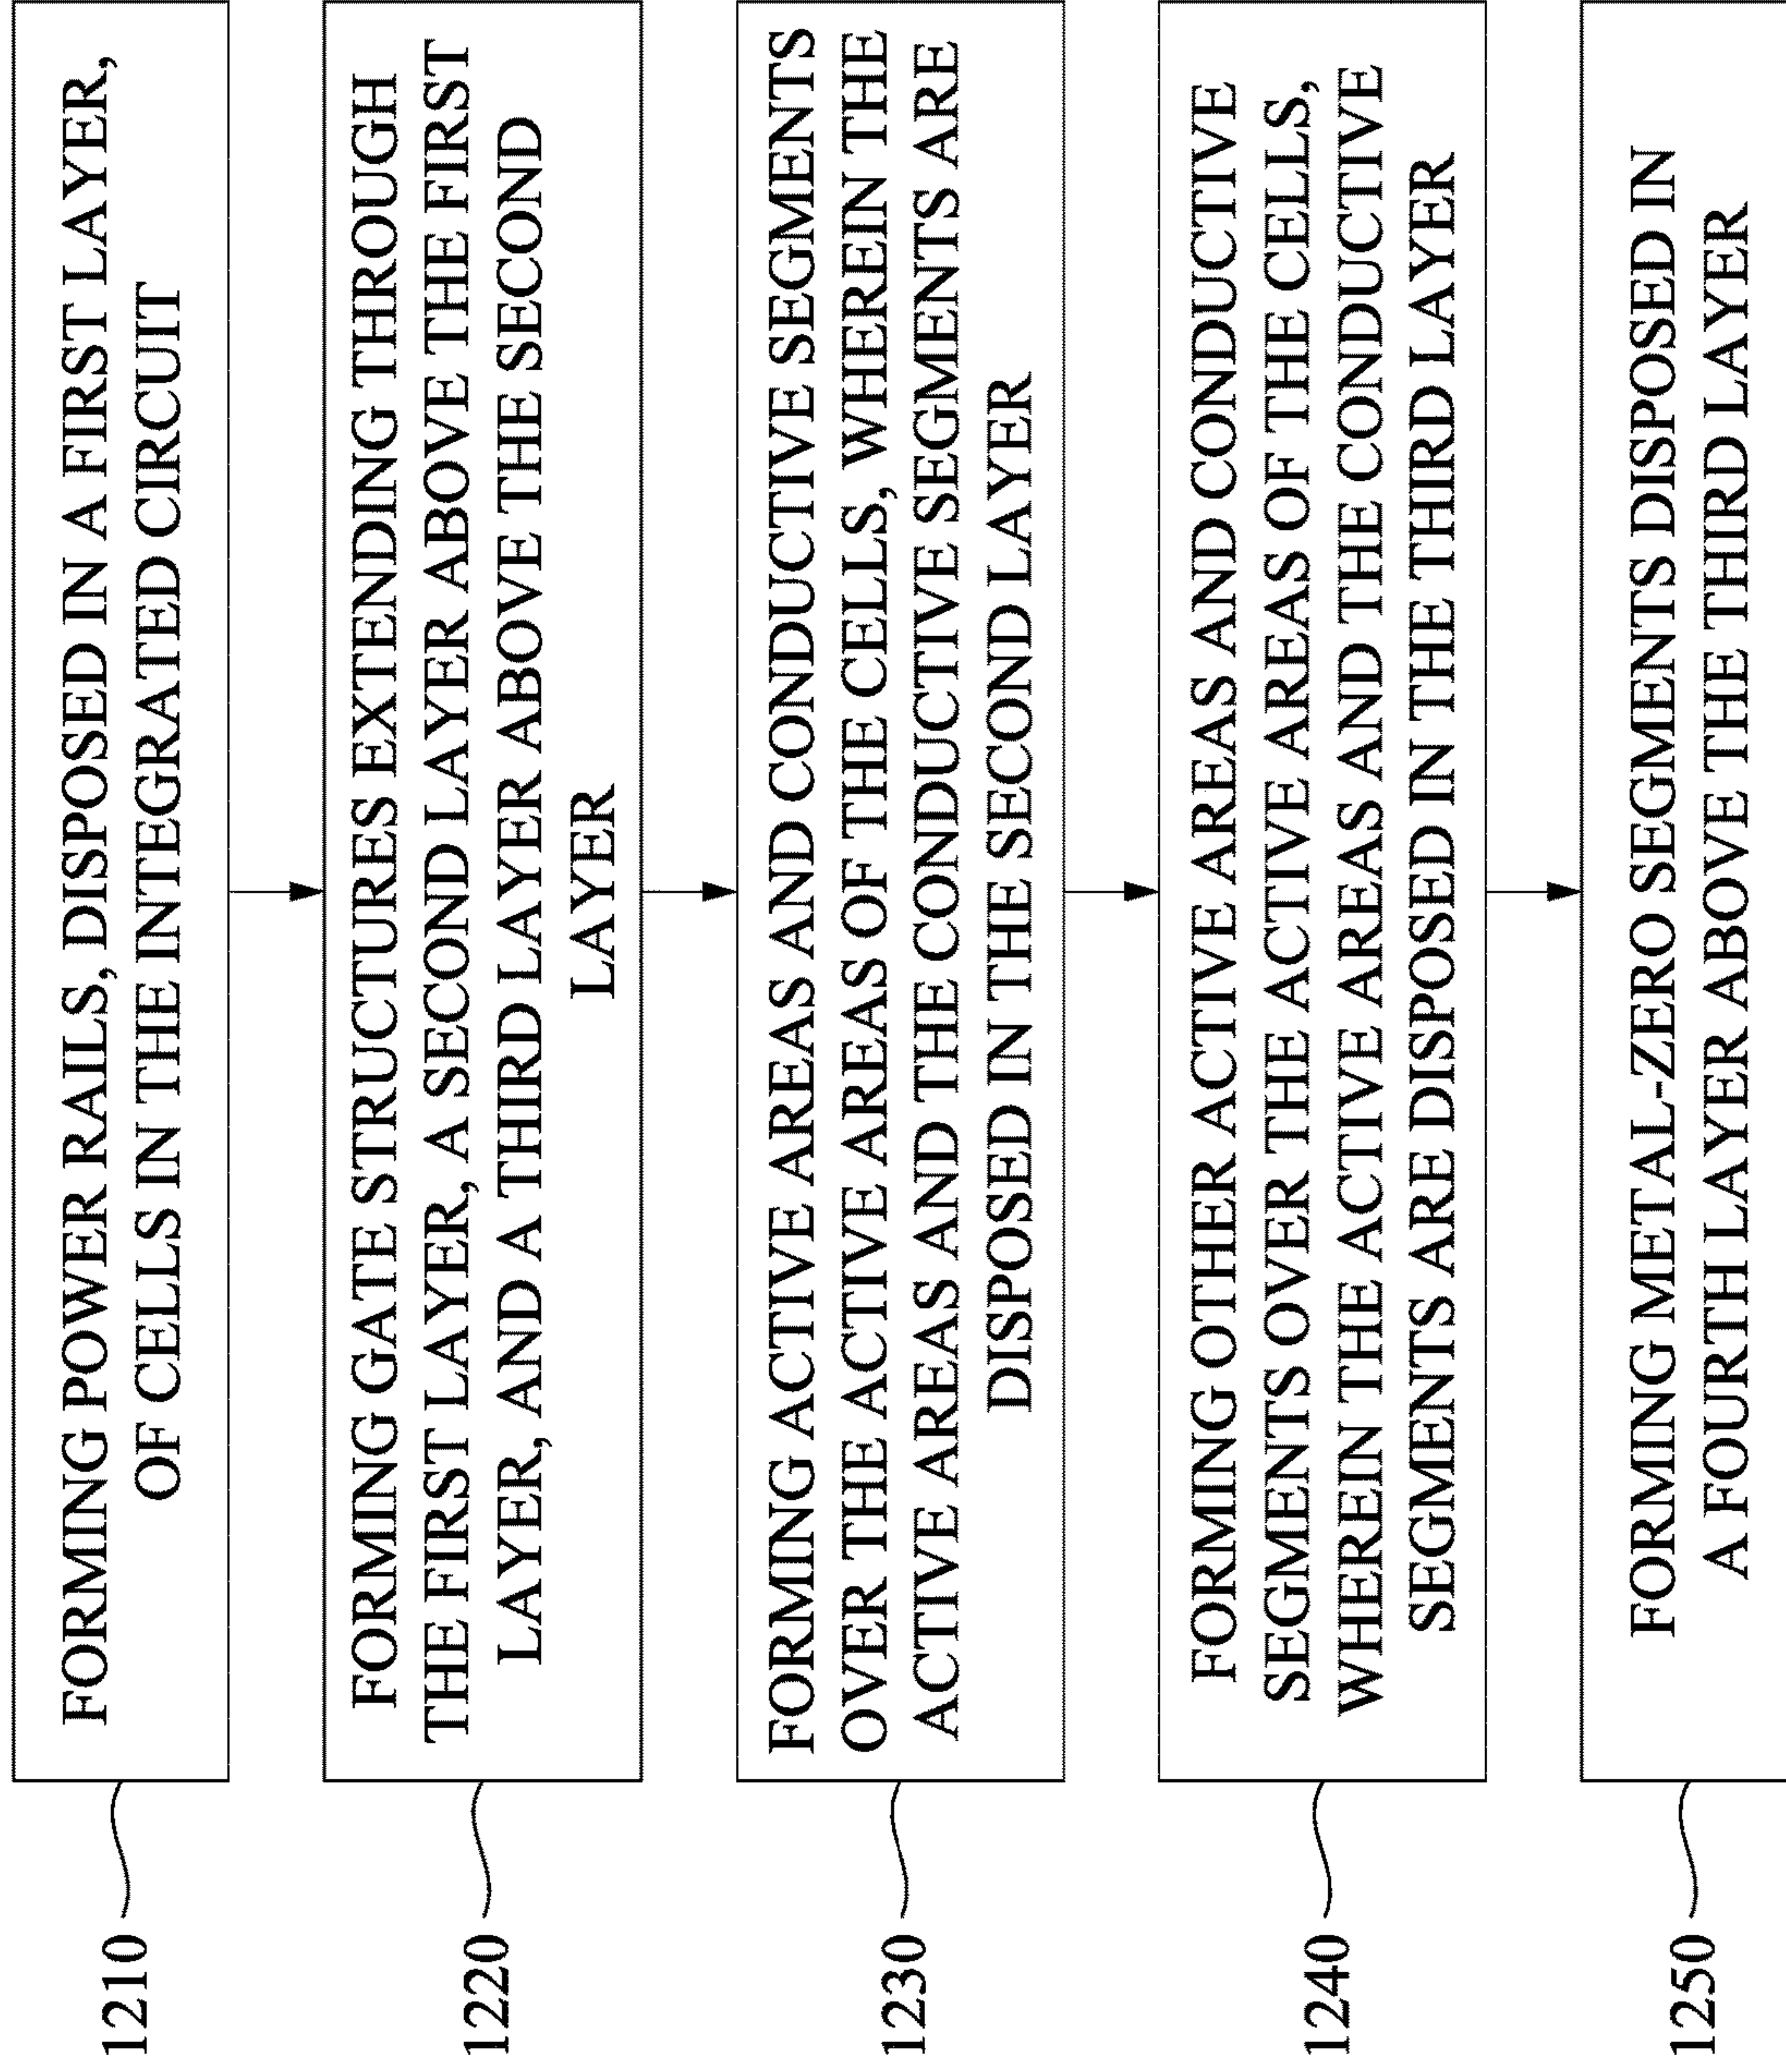 1210
FORMING POWER RAILS, DISPOSED IN A FIRST LAYER,
OF CELLS IN THE INTEGRATED CIRCUIT
1220
FORMING GATE STRUCTURES EXTENDING THROUGH
THE FIRST LAYER, A SECOND LAYER ABOVE THE FIRST
LAYER, AND A THIRD LAYER ABOVE THE SECOND
LAYER
1230
FORMING ACTIVE AREAS AND CONDUCTIVE SEGMENTS
OVER THE ACTIVE AREAS OF THE CELLS, WHEREIN THE
ACTIVE AREAS AND THE CONDUCTIVE SEGMENTS ARE
DISPOSED IN THE SECOND LAYER
1240
FORMING OTHER ACTIVE AREAS AND CONDUCTIVE
SEGMENTS OVER THE ACTIVE AREAS OF THE CELLS,
WHEREIN THE ACTIVE AREAS AND THE CONDUCTIVE
SEGMENTS ARE DISPOSED IN THE THIRD LAYER
1250
FORMING METAL-ZERO SEGMENTS DISPOSED IN
A FOURTH LAYER ABOVE THE THIRD LAYER